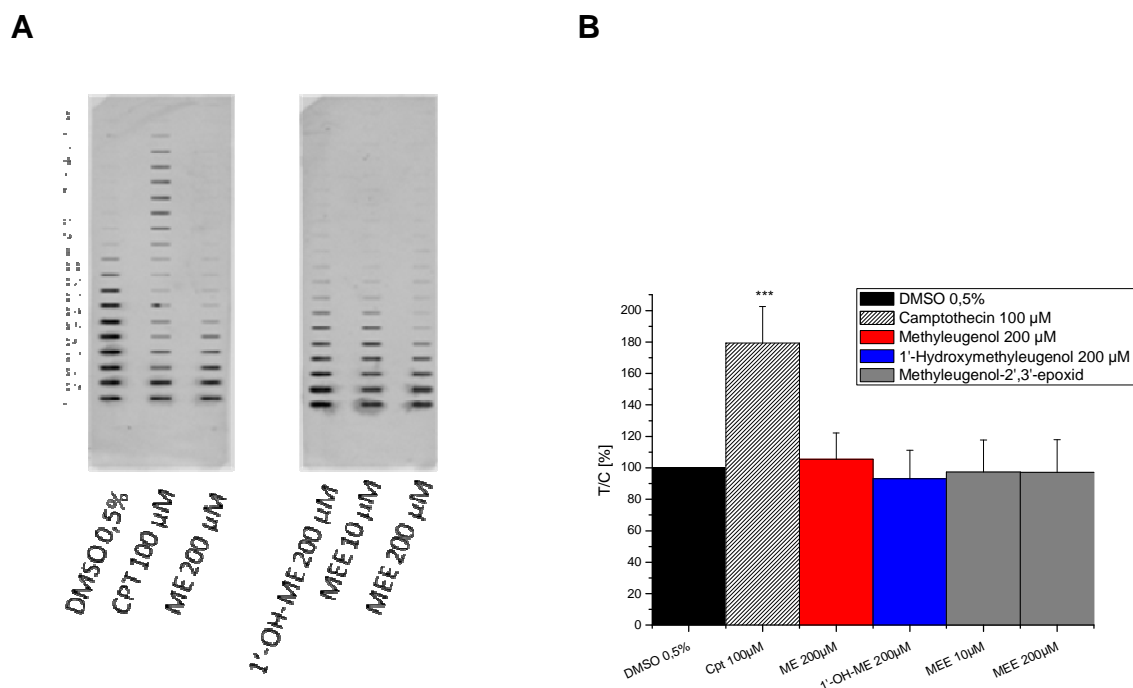 A
B
DMSO 0,5%
CPT 100 µM
ME 200 µM
1'-OH-ME 200 µM
MEE 10 µM
MEE 200 µM
T/C [%]
200
180
160
140
120
100
80
60
40
20
0
***
DMSO 0,5%
Camptothecin 100 µM
Methyleugenol 200 µM
1'-Hydroxymethyleugenol 200 µM
Methyleugenol-2',3'-epoxid
DMSO 0,5%
Cpt 100µM
ME 200µM
1'-OH-ME 200µM
MEE 10µM
MEE 200µM